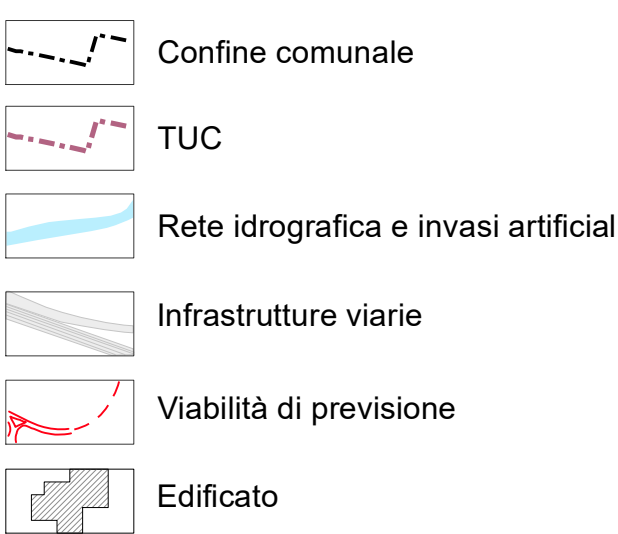 Confine comunale
TUC
Rete idrografica e invasi artificial
Infrastrutture viarie
Viabilità di previsione
Edificato